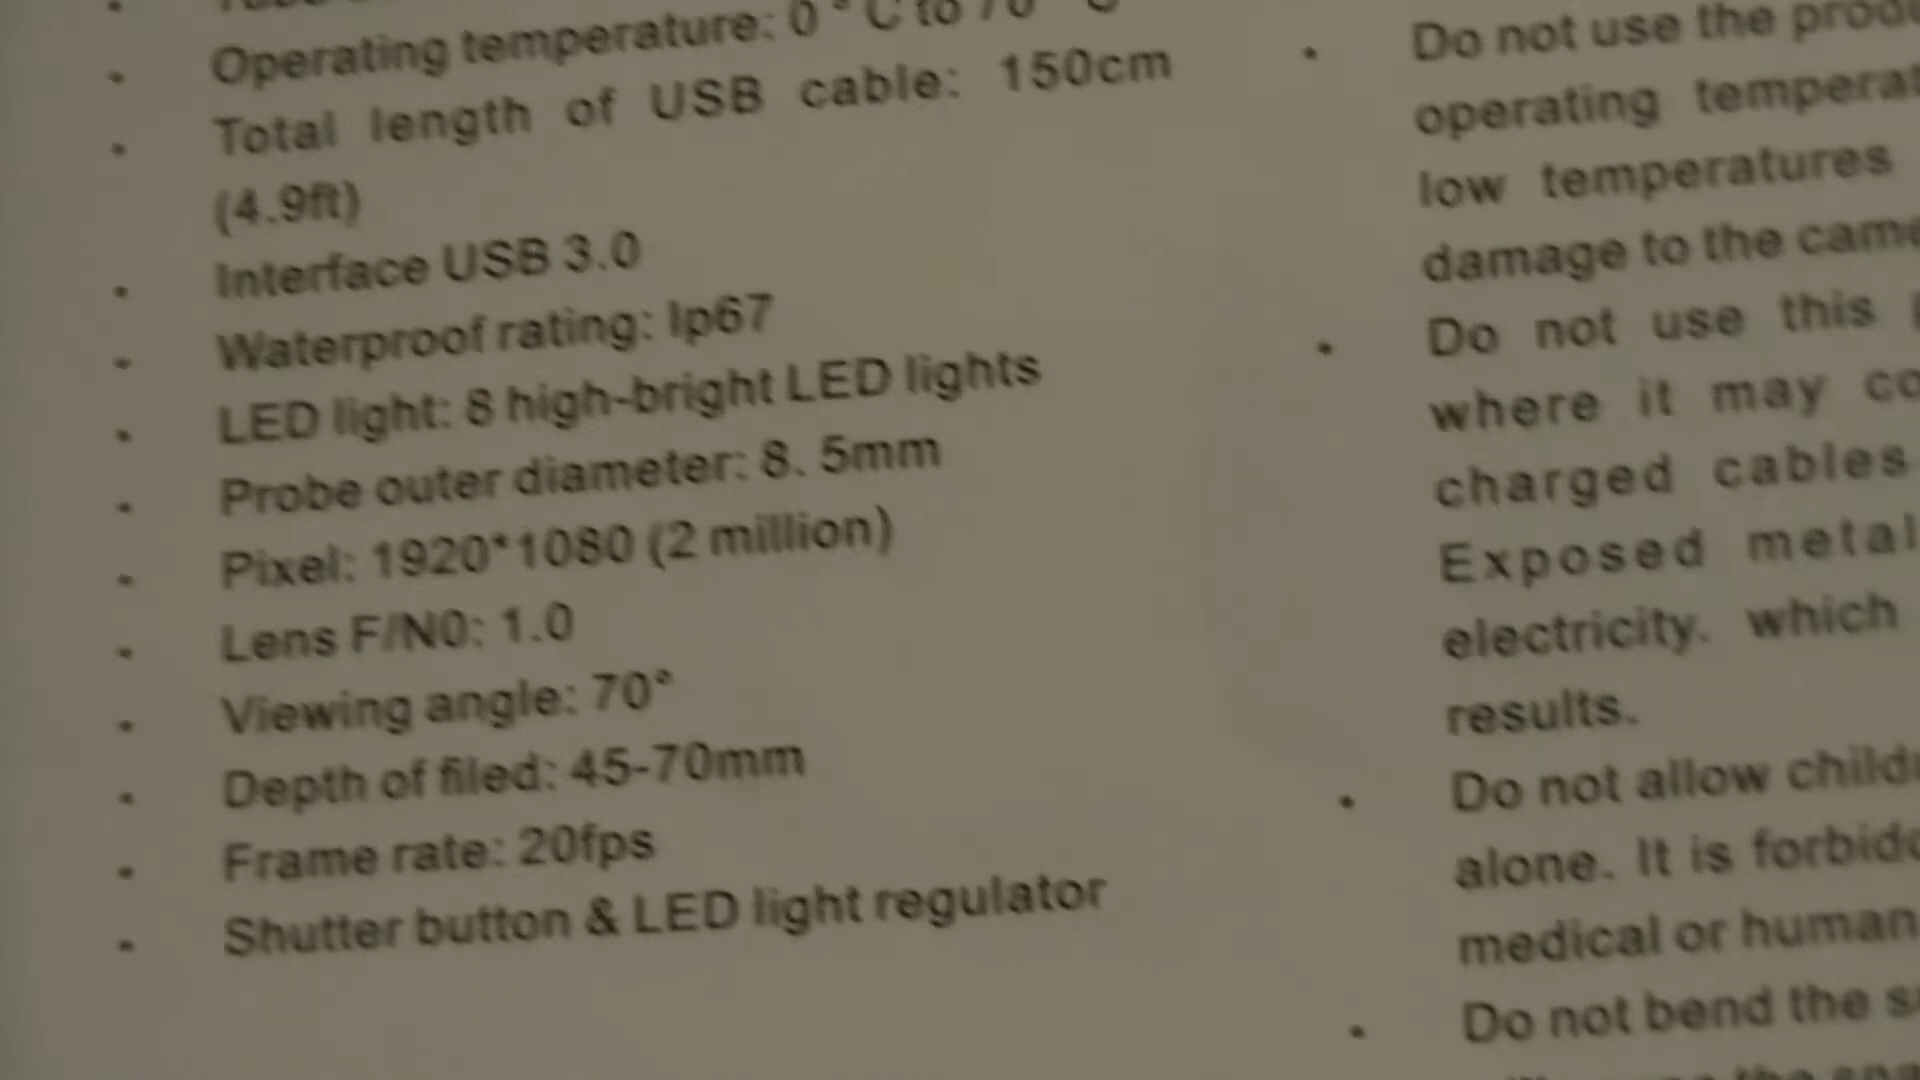 Operating temperature: 0 °C to 70 °C
Total length of USB cable: 150cm
(4.9ft)
Interface USB 3.0
Waterproof rating: Ip67
LED light: 8 high-bright LED lights
Probe outer diameter: 8. 5mm
Pixel: 1920*1080 (2 million)
Lens F/N0: 1.0
Viewing angle: 70°
Depth of filed: 45-70mm
Frame rate: 20fps
Shutter button & LED light regulator
Do not use the
operating
low temperatures
damage to the
Do not use this
where it may
charged cables
Exposed metal
electricity. which
results.
Do not allow
alone. It is
medical or human
Do not bend the